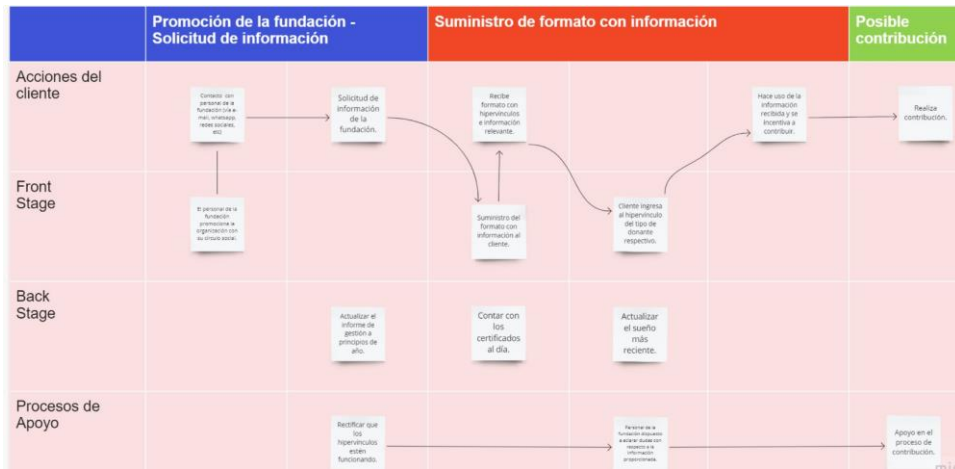 Promoción de la fundación -
Solicitud de información
Suministro de formato con información
Posible
contribución
Acciones del
cliente
Contacto con
personal de la
fundación (vía e-
mail, whatsapp,
redes sociales,
etc)
Solicitud de
información
de la
fundación.
Recibe
formato con
hipervínculos
e información
relevante.
Hace uso de la
información
recibida y se
incentiva a
contribuir.
Realiza
contribución.
Front
Stage
El personal de la
fundación
promociona la
organización con
su círculo social.
Suministro del
formato con
información al
cliente.
Cliente ingresa
al hipervínculo
del tipo de
donante
respectivo.
Back
Stage
Actualizar el
informe de
gestión a
principios de
año.
Contar con
los
certificados
al día.
Actualizar
el sueño
más
reciente.
Procesos de
Apoyo
Rectificar que
los
hipervínculos
estén
funcionando.
Personal de la
fundación dispuesto
a aclarar dudas con
respecto a la
información
proporcionada.
Apoyo en el
proceso de
contribución.